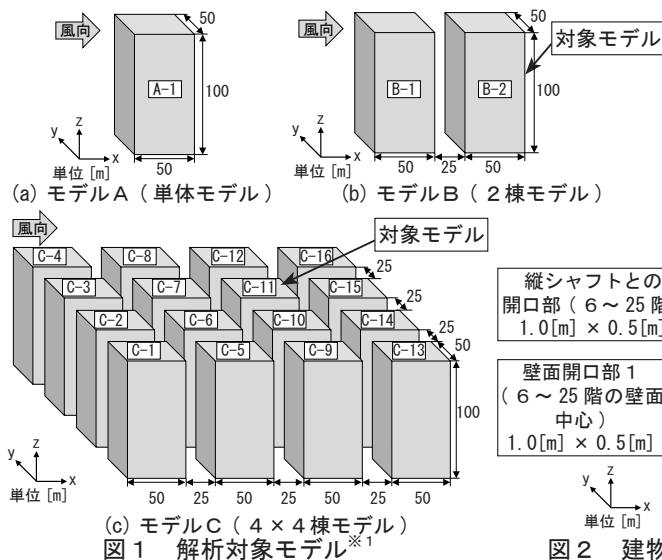 風向
50
A-1
100
y
z
x
単位 [m]
50
(a) モデルA ( 単体モデル )
風向
50
対象モデル
B-1
B-2
100
y
z
x
単位 [m]
50
25
50
(b) モデルB ( 2棟モデル )
風向
対象モデル
C-4
C-8
C-12
C-16
25
C-3
C-7
C-11
C-15
25
C-2
C-6
C-10
C-14
25
C-1
C-5
C-9
C-13
50
100
y
z
x
単位 [m]
50
25
50
25
50
25
50
(c) モデルC ( 4×4棟モデル )
図1 解析対象モデル※1
縦シャフトとの
開口部 ( 6~25 階
1.0[m] × 0.5[m]
壁面開口部1
( 6~25 階の壁面
中心 )
1.0[m] × 0.5[m]
y
z
x
単位 [m]
図2 建物